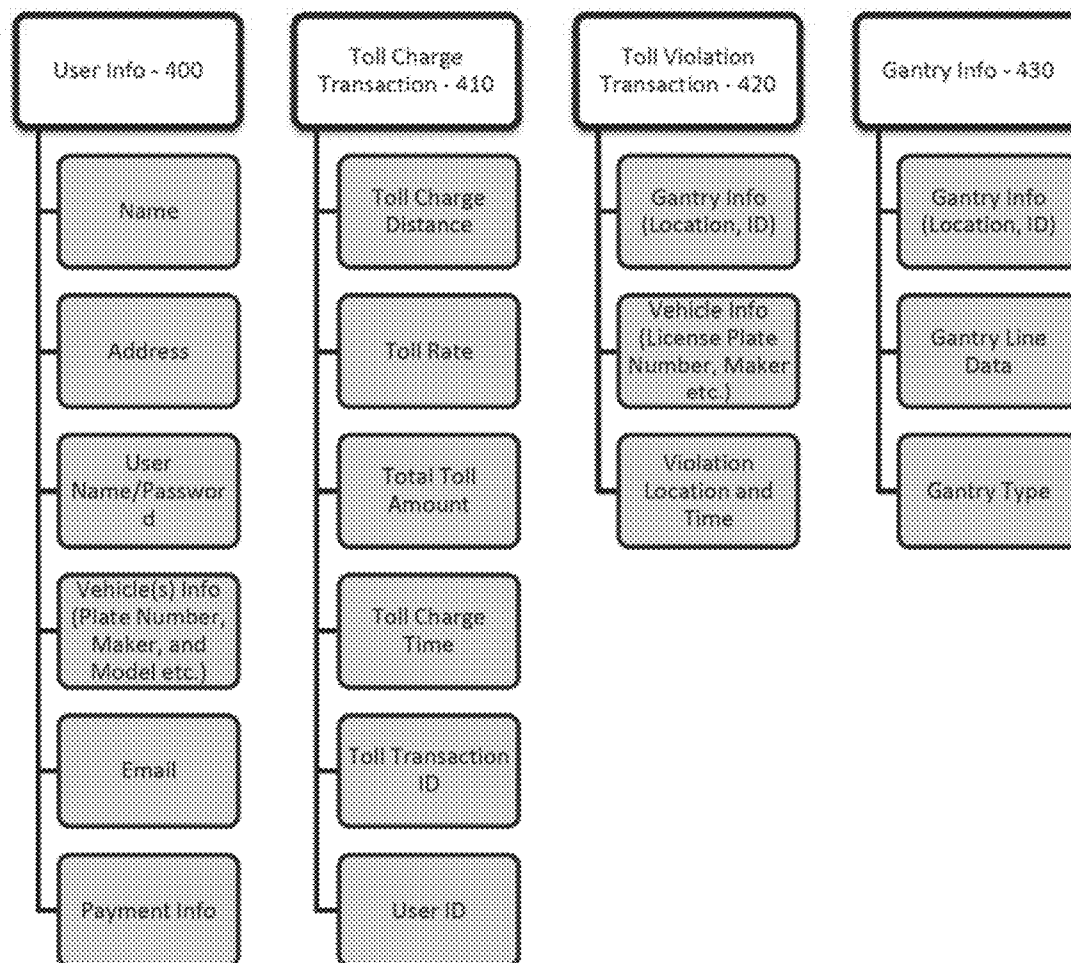 User Info - 400
Name
Address
User
Name/Passwor
d
Vehicle(s) Info
(Plate Number,
Maker, and
Model etc.)
Email
Payment Info
Toll Charge
Transaction - 410
Toll Charge
Distance
Toll Rate
Total Toll
Amount
Toll Charge
Time
Toll Transaction
ID
User ID
Toll Violation
Transaction - 420
Gantry Info
(Location, ID)
Vehicle Info
(License Plate
Number, Maker
etc.)
Violation
Location and
Time
Gantry Info - 430
Gantry Info
(Location, ID)
Gantry Line
Data
Gantry Type